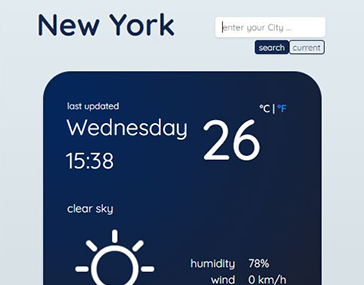 New York
enter your City ...
search current
last updated
Wednesday
15:38
26
°C | °F
clear sky
humidity 78%
wind 0 km/h